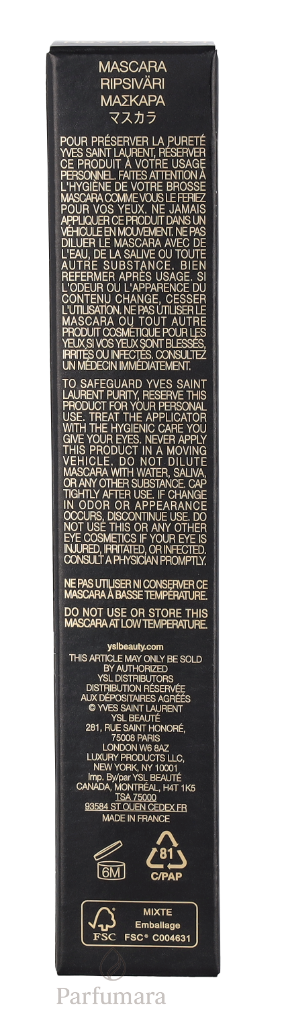 MASCARA
RIPSIVÄRI
ΜΑΣΚΑΡΑ
マスカラ
POUR PRÉSERVER LA PURETÉ
YVES SAINT LAURENT, RÉSERVER
CE PRODUIT À VOTRE USAGE
PERSONNEL. FAITES ATTENTION À
L'HYGIÈNE DE VOTRE BROSSE
MASCARA COMME VOUS LE FERIEZ
POUR VOS YEUX. NE JAMAIS
APPLIQUER CE PRODUIT DANS UN
VÉHICULE EN MOUVEMENT. NE PAS
DILUER LE MASCARA AVEC DE
L'EAU, DE LA SALIVE OU TOUTE
AUTRE SUBSTANCE. BIEN
REFERMER APRÈS USAGE. SI
L'ODEUR OU L'APPARENCE DU
CONTENU CHANGE, CESSER
L'UTILISATION. NE PAS UTILISER LE
MASCARA OU TOUT AUTRE
PRODUIT COSMETIQUE POUR LES
YEUX SI VOS YEUX SONT BLESSÉS,
IRRITÉS OU INFECTÉS. CONSULTEZ
UN MÉDECIN IMMÉDIATEMENT.
TO SAFEGUARD YVES SAINT
LAURENT PURITY, RESERVE THIS
PRODUCT FOR YOUR PERSONAL
USE. TREAT THE APPLICATOR
WITH THE HYGIENIC CARE YOU
GIVE YOUR EYES. NEVER APPLY
THIS PRODUCT IN A MOVING
VEHICLE. DO NOT DILUTE
MASCARA WITH WATER, SALIVA,
OR ANY OTHER SUBSTANCE. CAP
TIGHTLY AFTER USE. IF CHANGE
IN ODOR OR APPEARANCE
OCCURS, DISCONTINUE USE. DO
NOT USE THIS OR ANY OTHER
EYE COSMETICS IF YOUR EYE IS
INJURED, IRRITATED, OR INFECTED.
CONSULT A PHYSICIAN PROMPTLY.
NE PAS UTILISER NI CONSERVER CE
MASCARA À BASSE TEMPÉRATURE.
DO NOT USE OR STORE THIS
MASCARA AT LOW TEMPERATURE.
yslbeauty.com
THIS ARTICLE MAY ONLY BE SOLD
BY AUTHORIZED
YSL DISTRIBUTORS
DISTRIBUTION RÉSERVÉE
AUX DÉPOSITAIRES AGRÉÉS
© YVES SAINT LAURENT
YSL BEAUTÉ
281, RUE SAINT HONORÉ,
75008 PARIS
LONDON W6 8AZ
LUXURY PRODUCTS LLC,
NEW YORK, NY 10001
Imp. By/par YSL BEAUTÉ
CANADA, MONTRÉAL, H4T 1K5
TSA 75000
93584 ST OUEN CEDEX.FR
MADE IN FRANCE
6M
81
C/PAP
FSC
MIXTE
Emballage
FSC® C004631
Parfumara